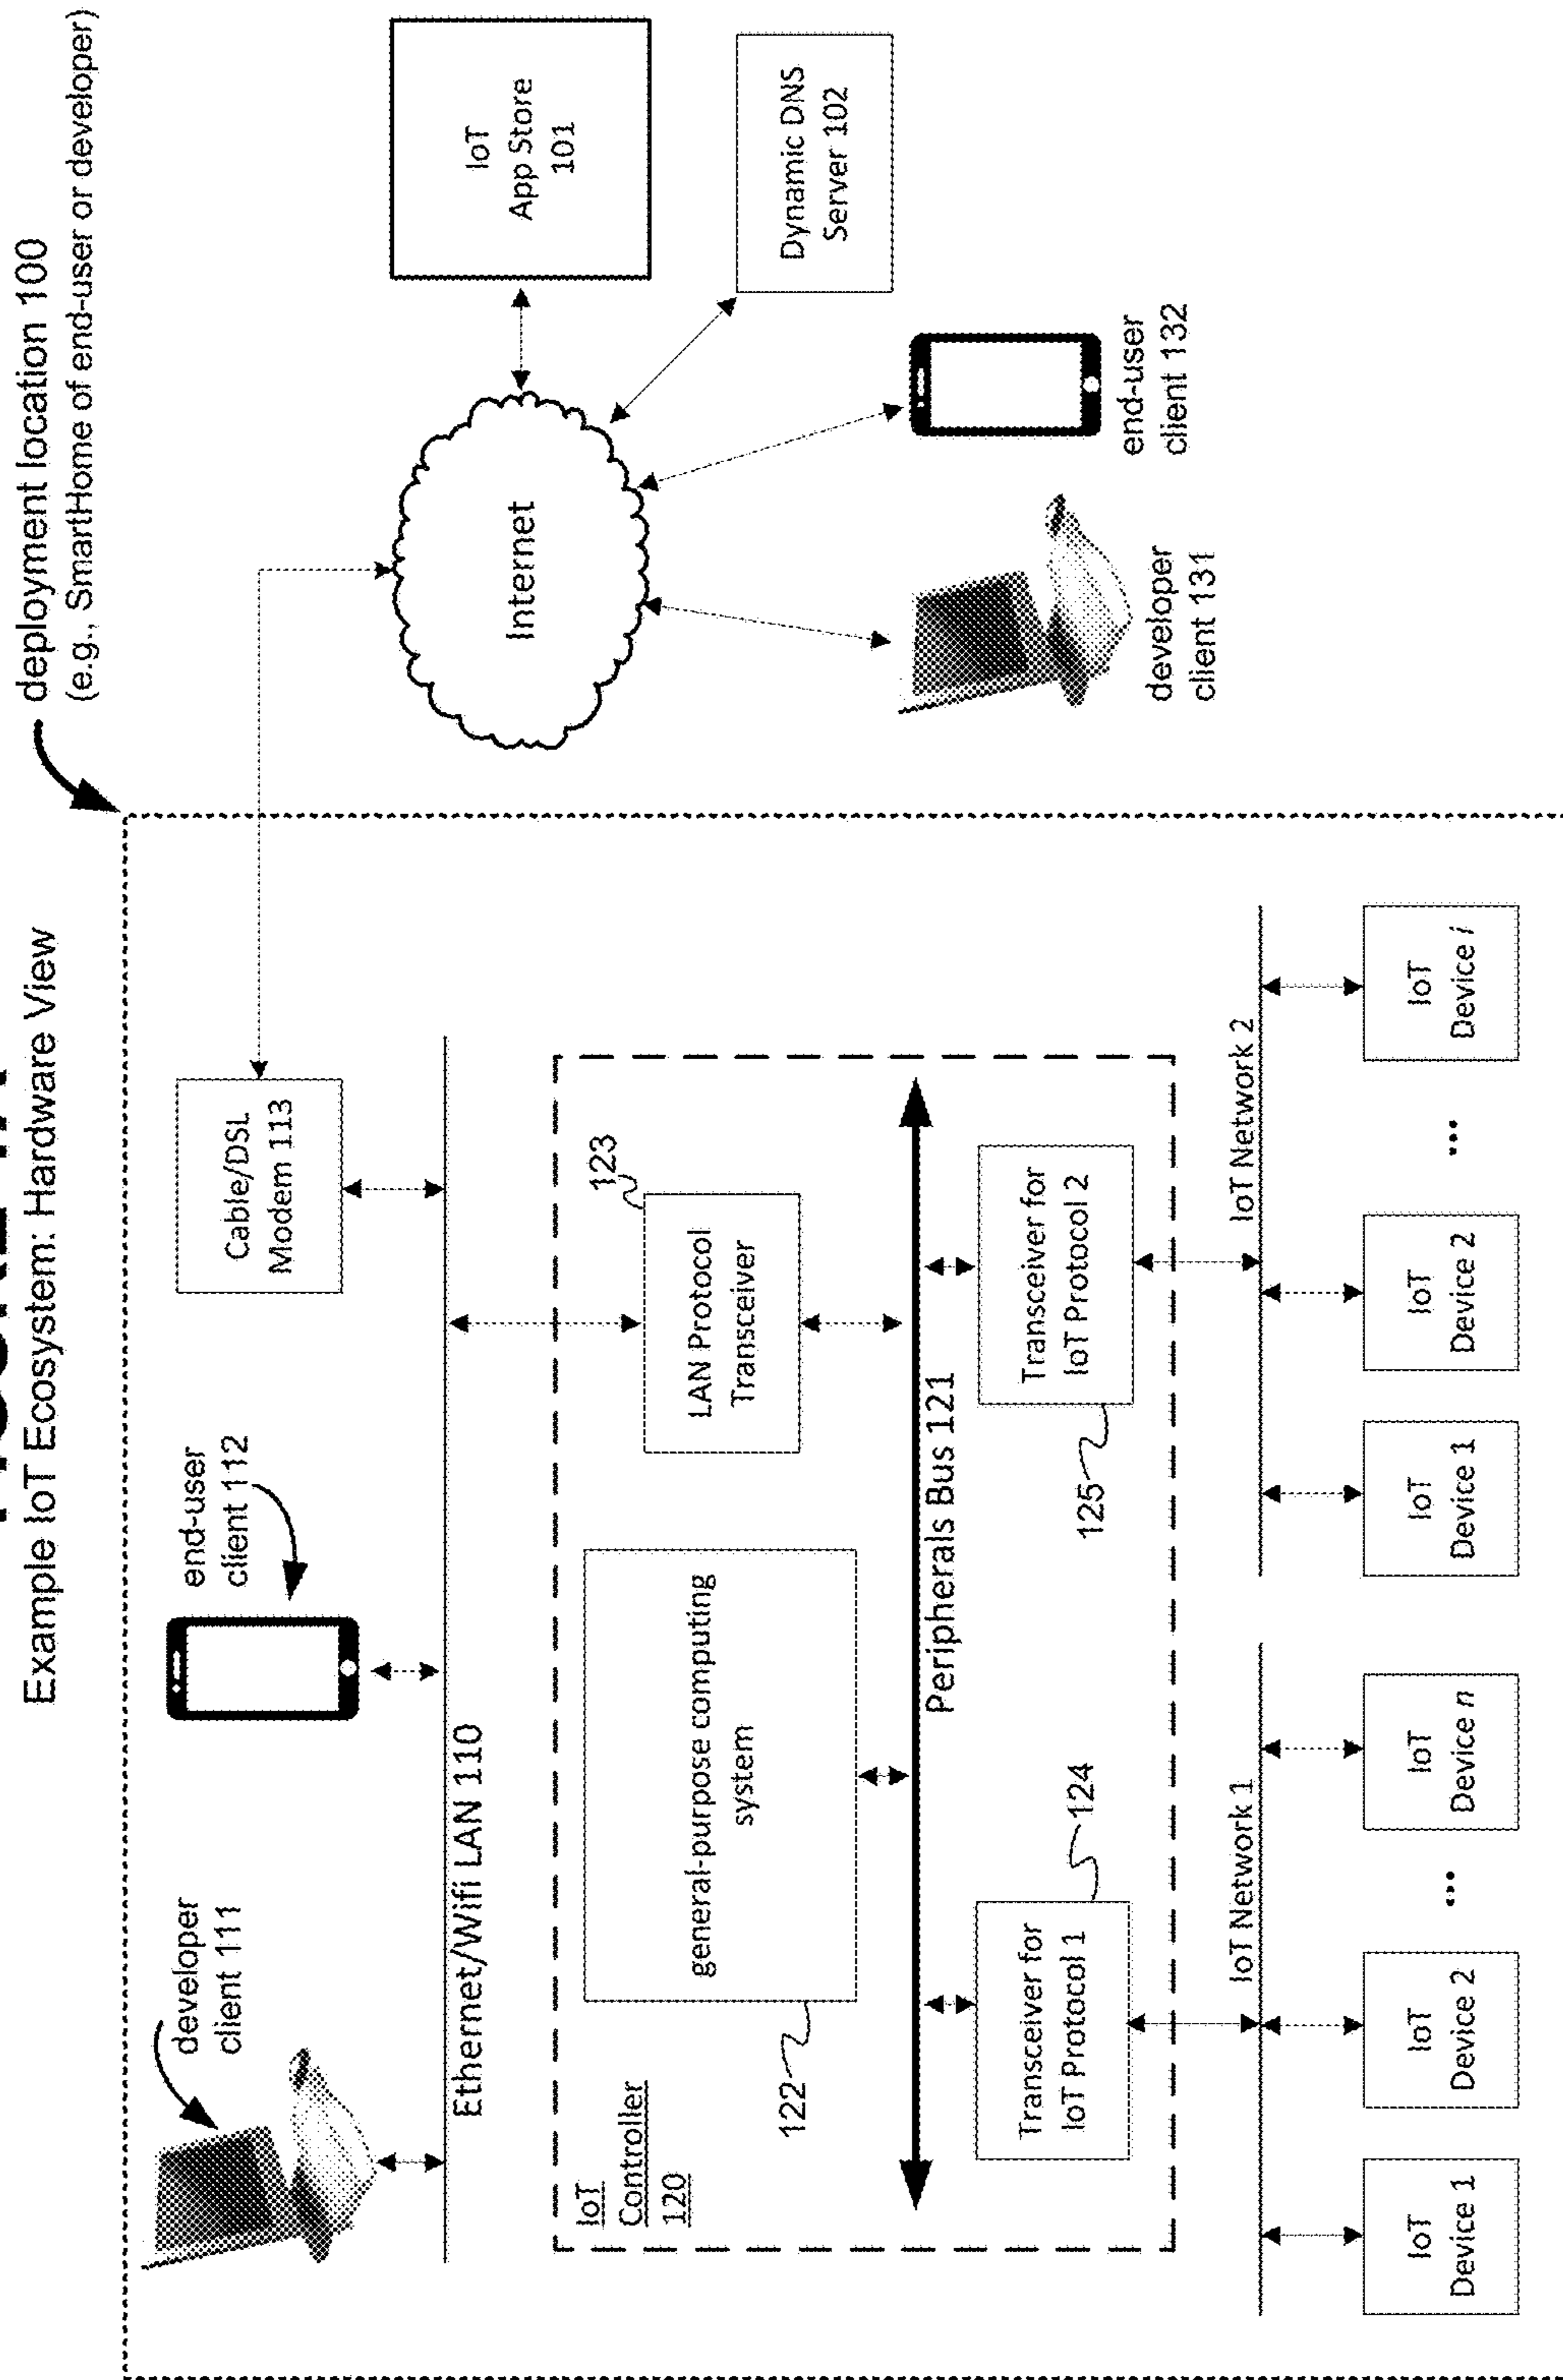 Example IoT Ecosystem: Hardware View
deployment location 100
(e.g., SmartHome of end-user or developer)
developer
client 111
end-user
client 112
Cable/DSL
Modem 113
Ethernet/Wifi LAN 110
Internet
IoT
App Store
101
Dynamic DNS
Server 102
developer
client 131
end-user
client 132
IoT
Controller
120
122
general-purpose computing
system
123
LAN Protocol
Transceiver
Peripherals Bus 121
Transceiver for
IoT Protocol 1
124
125
Transceiver for
IoT Protocol 2
IoT Network 1
IoT Network 2
IoT
Device 1
IoT
Device 2
...
IoT
Device n
IoT
Device 1
IoT
Device 2
...
IoT
Device i